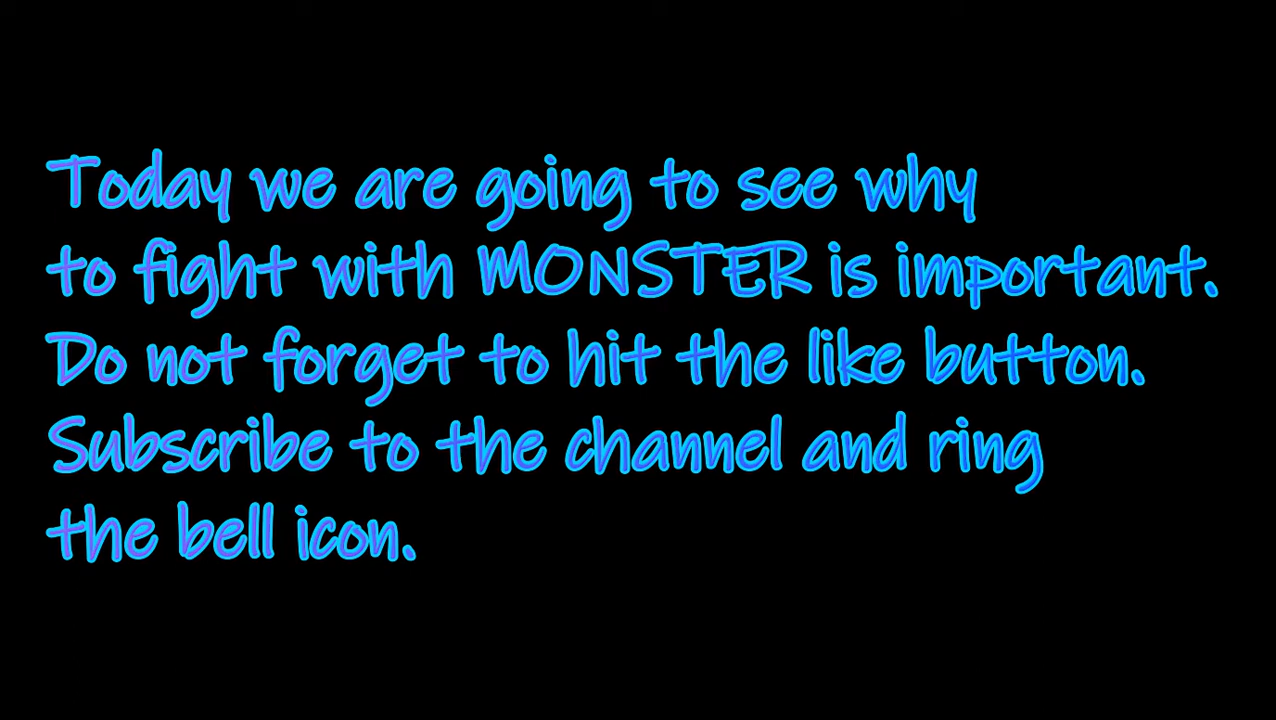 Today we are going to see why
to fight with MONSTER is important.
Do not forget to hit the like button.
Subscribe to the channel and ring
the bell icon.